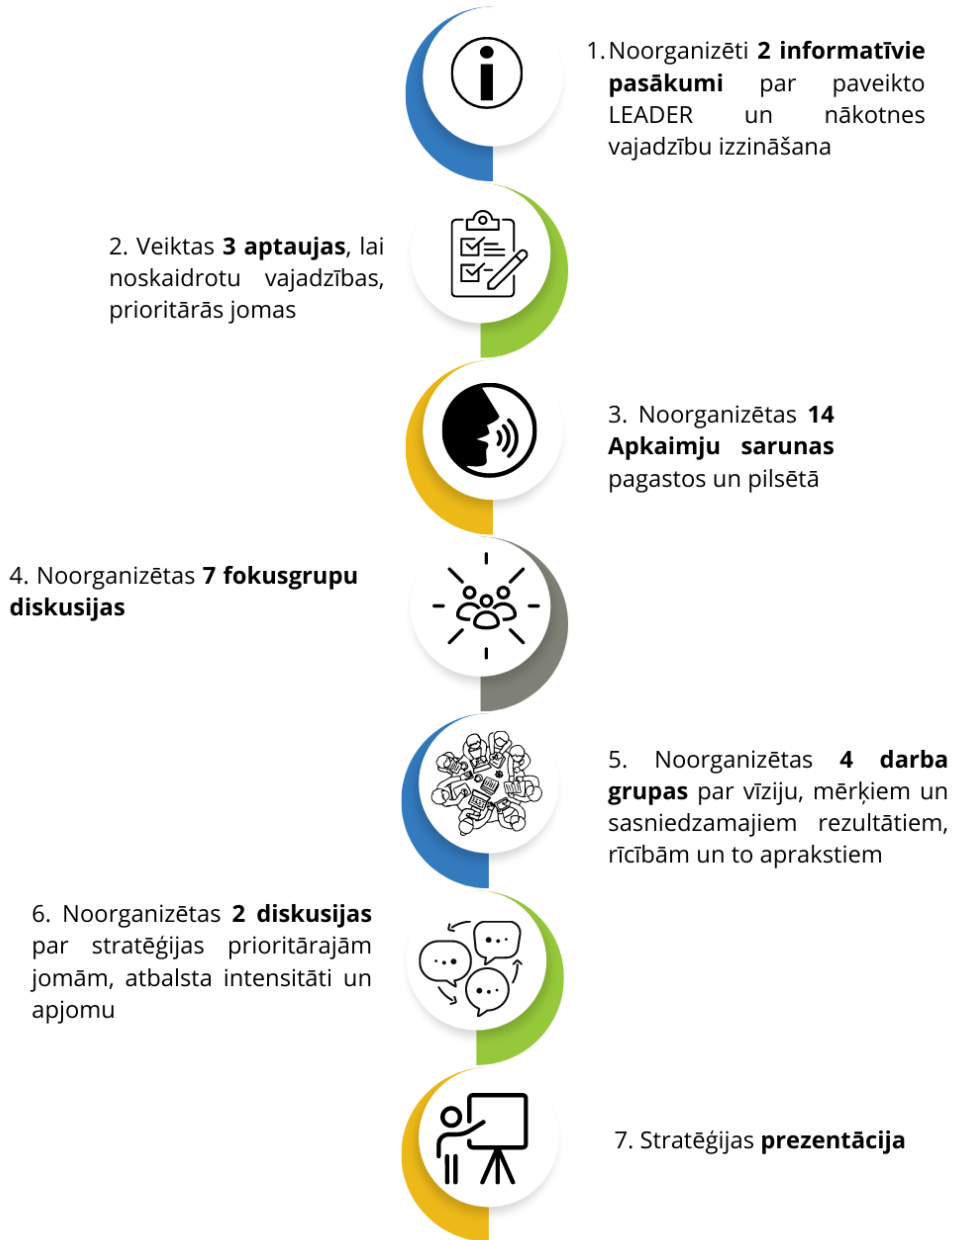 1. Noorganizēti 2 informatīvie
pasākumi par paveikto
LEADER un nākotnes
vajadzību izzināšana
2. Veiktas 3 aptaujas, lai
noskaidrotu vajadzības,
prioritārās jomas
3. Noorganizētas 14
Apkaimju sarunas
pagastos un pilsētā
4. Noorganizētas 7 fokusgrupu
diskusijas
5. Noorganizētas 4 darba
grupas par vīziju, mērķiem un
sasniedzamajiem rezultātiem,
rīcībām un to aprakstiem
6. Noorganizētas 2 diskusijas
par stratēģijas prioritārajām
jomām, atbalsta intensitāti un
apjomu
7. Stratēģijas prezentācija